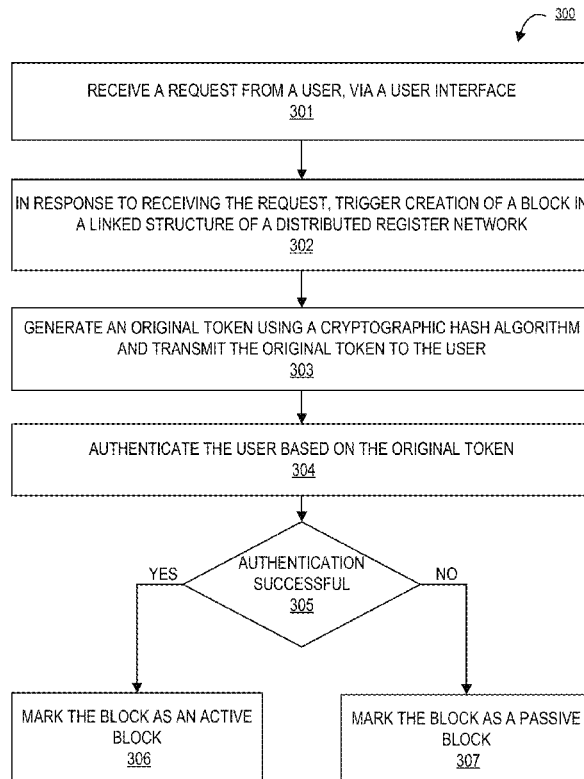 300
RECEIVE A REQUEST FROM A USER, VIA A USER INTERFACE
301
IN RESPONSE TO RECEIVING THE REQUEST, TRIGGER CREATION OF A BLOCK IN
A LINKED STRUCTURE OF A DISTRIBUTED REGISTER NETWORK
302
GENERATE AN ORIGINAL TOKEN USING A CRYPTOGRAPHIC HASH ALGORITHM
AND TRANSMIT THE ORIGINAL TOKEN TO THE USER
303
AUTHENTICATE THE USER BASED ON THE ORIGINAL TOKEN
304
AUTHENTICATION
SUCCESSFUL
305
YES
NO
MARK THE BLOCK AS AN ACTIVE
BLOCK
306
MARK THE BLOCK AS A PASSIVE
BLOCK
307